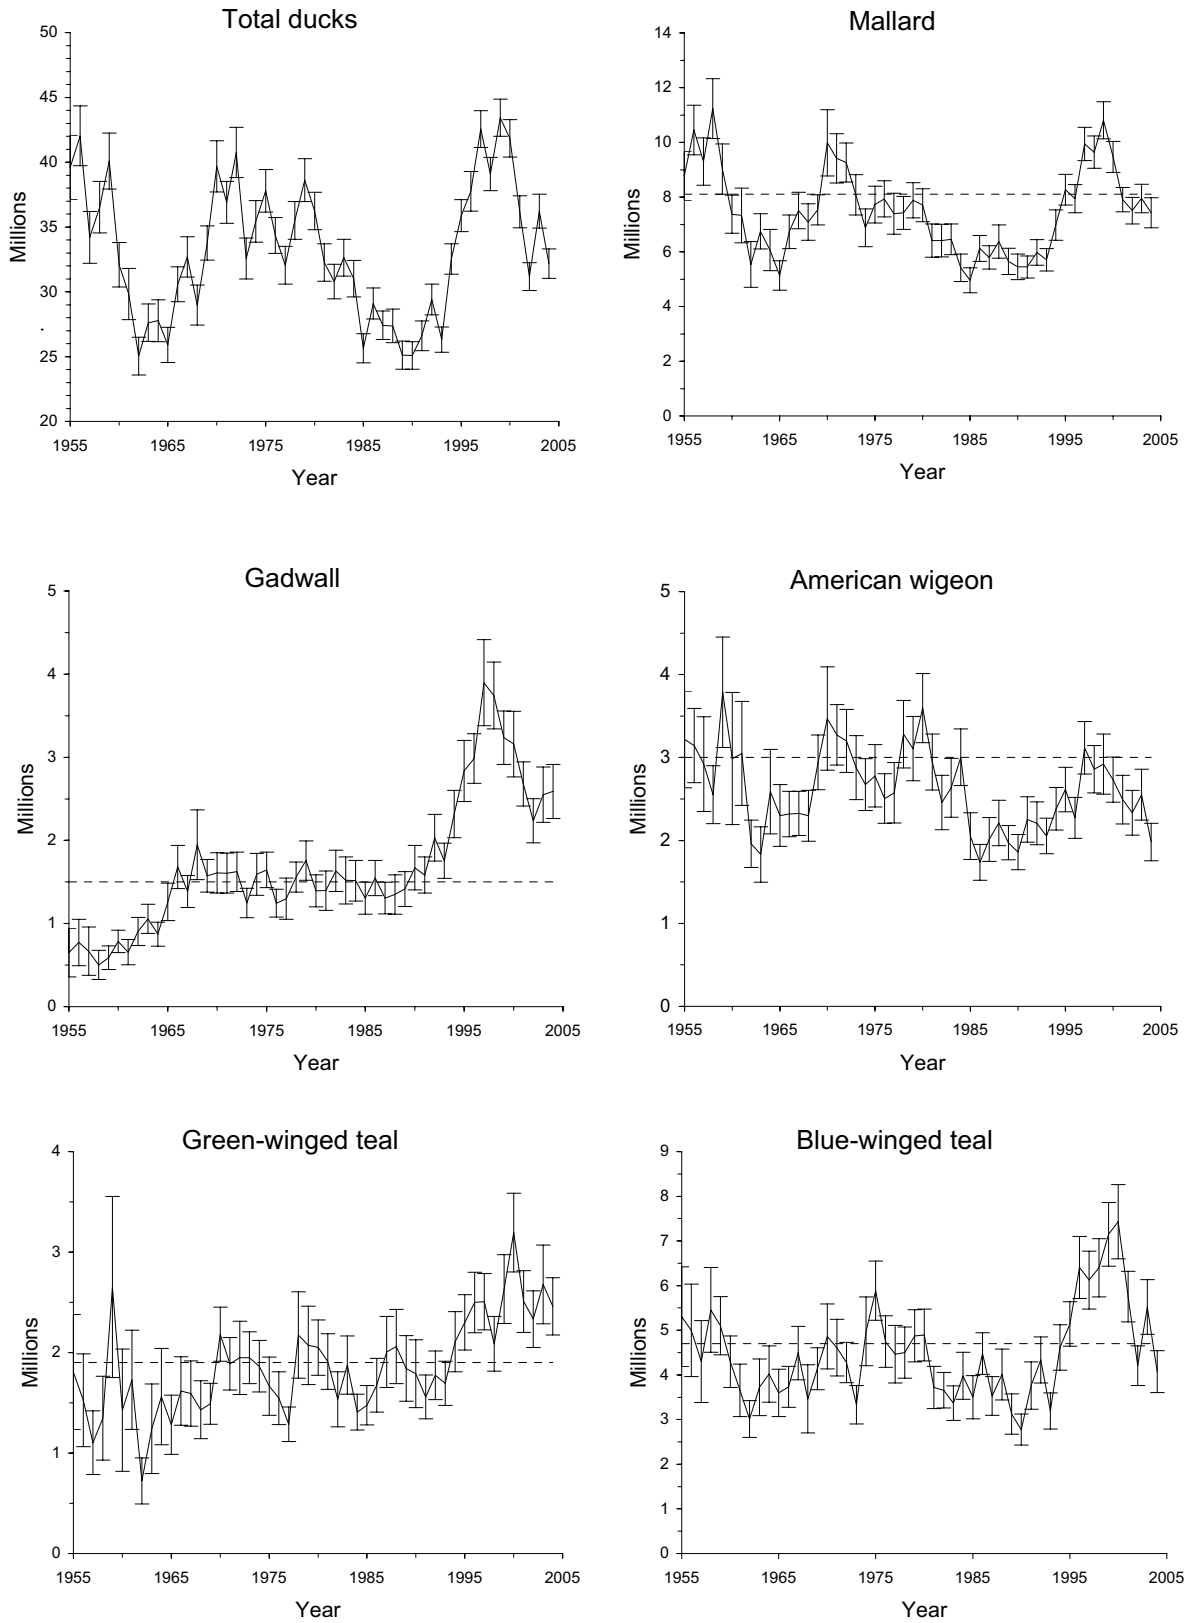 Total ducks
50
45
40
35
30
25
20
Millions
1955 1965 1975 1985 1995 2005
Year
Mallard
14
12
10
8
6
4
2
0
Millions
1955 1965 1975 1985 1995 2005
Year
Gadwall
5
4
3
2
1
0
Millions
1955 1965 1975 1985 1995 2005
Year
American wigeon
5
4
3
2
1
0
Millions
1955 1965 1975 1985 1995 2005
Year
Green-winged teal
4
3
2
1
0
Millions
1955 1965 1975 1985 1995 2005
Year
Blue-winged teal
9
8
7
6
5
4
3
2
1
0
Millions
1955 1965 1975 1985 1995 2005
Year